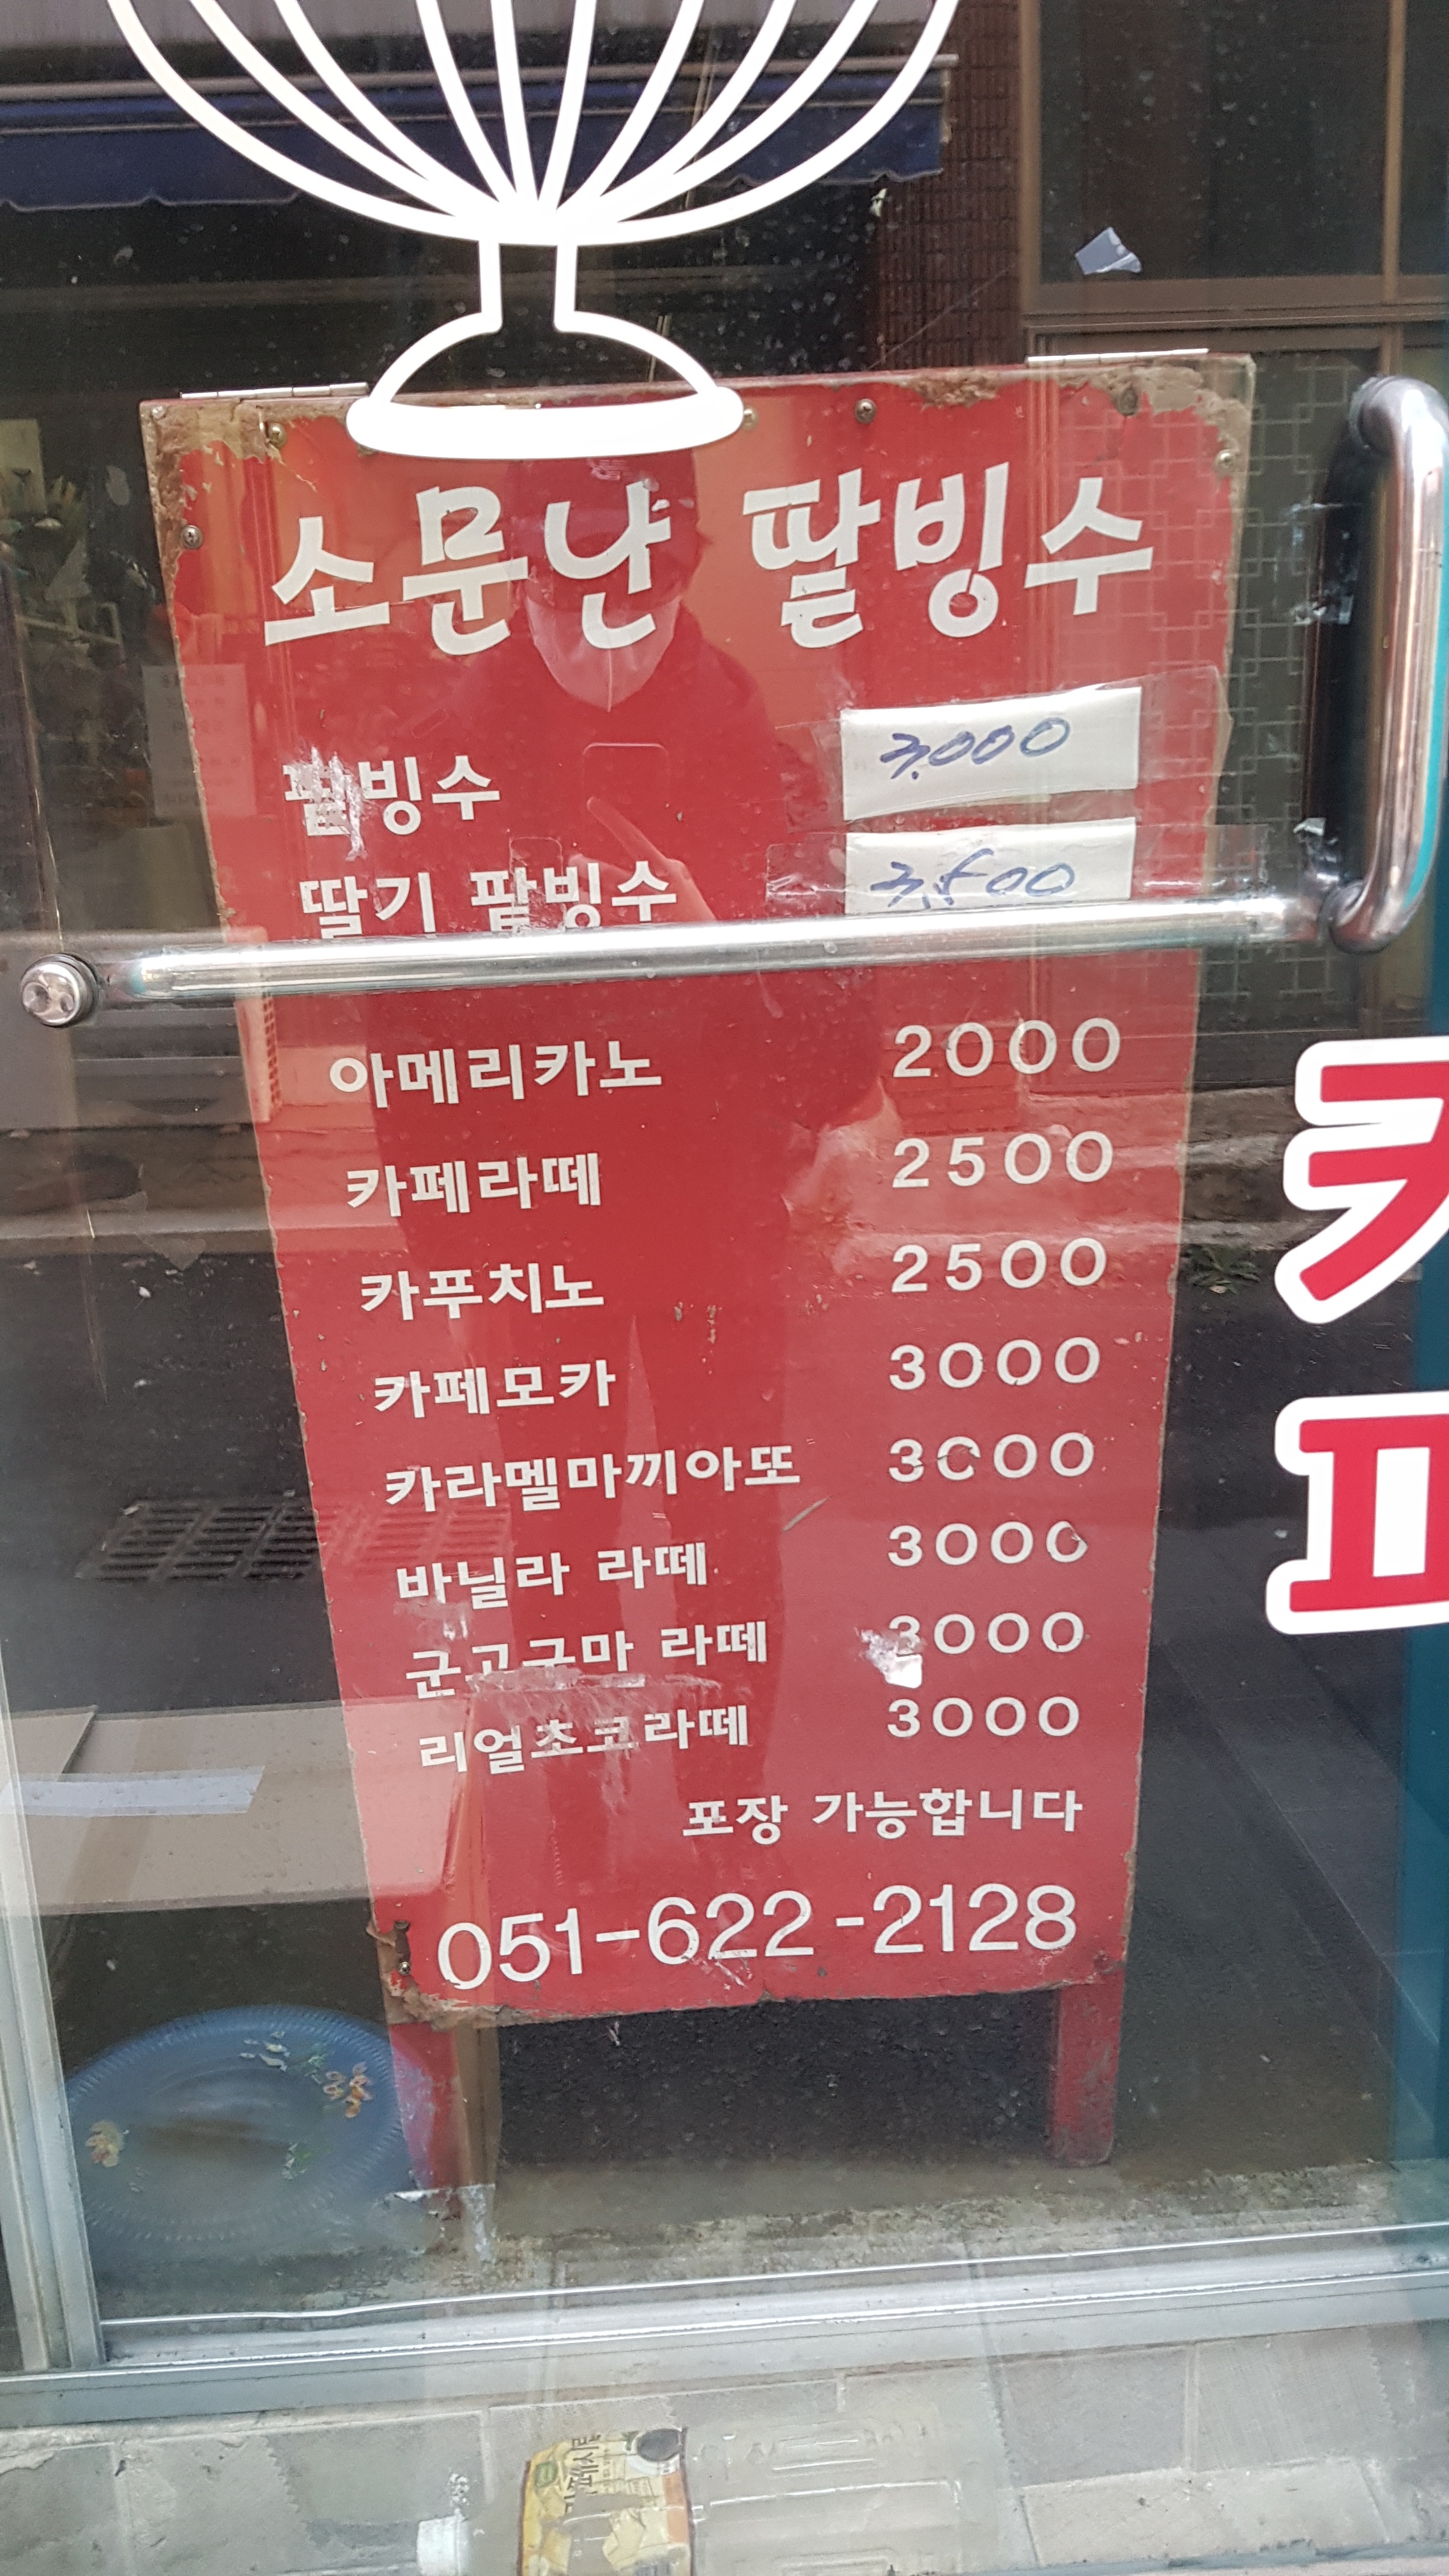 소문난 팥빙수
팥빙수 3,000
딸기 팥빙수 3,500
아메리카노 2000
카페라떼 2500
카푸치노 2500
카페모카 3000
카라멜마끼아또 3000
바닐라 라떼 3000
군고구마 라떼 3000
리얼초코라떼 3000
포장 가능합니다
051-622-2128
커
피